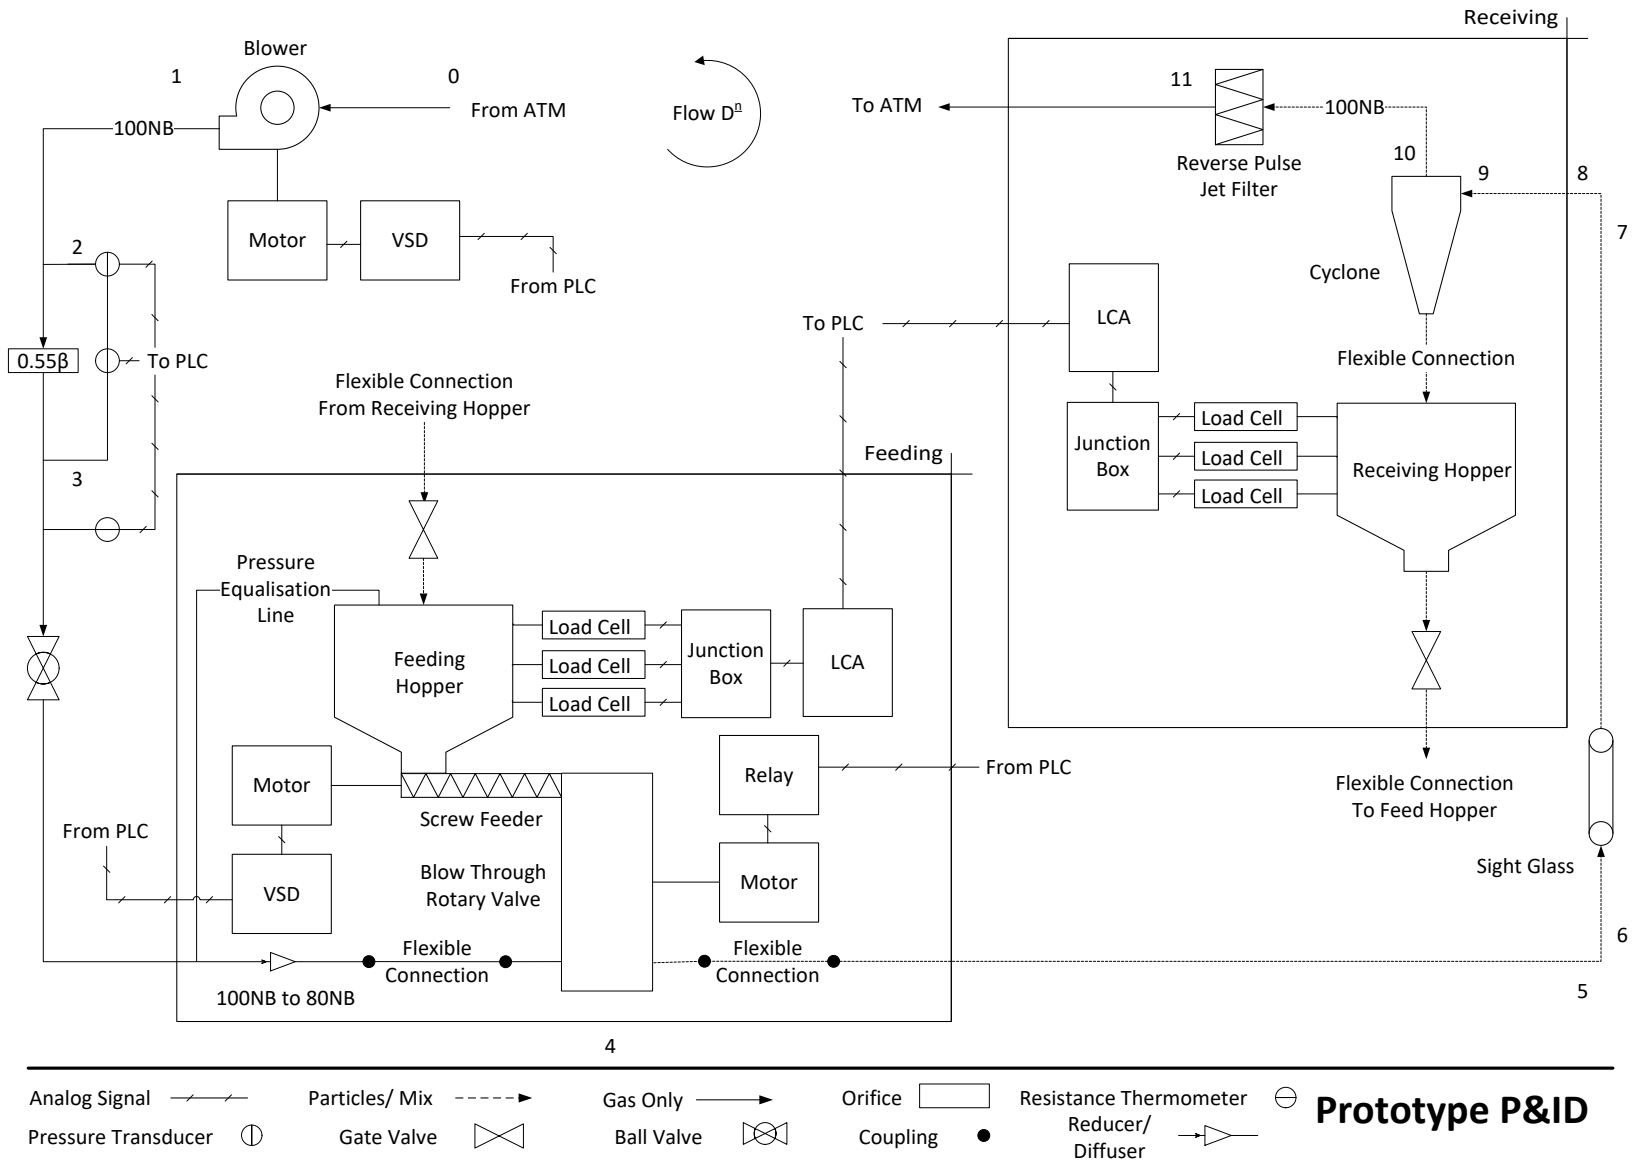 Receiving
Blower
1
0
From ATM
100NB
Flow Dn
To ATM
11
100NB
Reverse Pulse
Jet Filter
10
9
8
7
Motor
VSD
From PLC
2
0.55β
To PLC
3
Cyclone
To PLC
LCA
Flexible Connection
Junction
Box
Load Cell
Load Cell
Load Cell
Receiving Hopper
Flexible Connection
From Receiving Hopper
Feeding
Pressure
Equalisation
Line
Feeding
Hopper
Load Cell
Load Cell
Load Cell
Junction
Box
LCA
Motor
Screw Feeder
Relay
From PLC
Flexible Connection
To Feed Hopper
Sight Glass
From PLC
VSD
Blow Through
Rotary Valve
Motor
Flexible
Connection
Flexible
Connection
100NB to 80NB
6
5
4
Analog Signal
Particles/ Mix
Gas Only
Orifice
Resistance Thermometer
Pressure Transducer
Gate Valve
Ball Valve
Coupling
Reducer/
Diffuser
Prototype P&ID